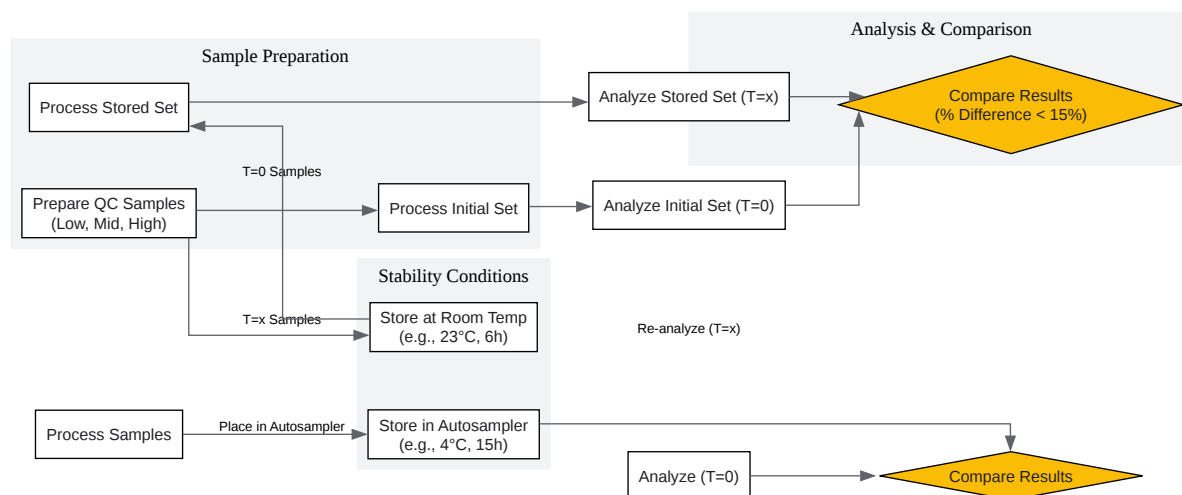 Analysis & Comparison
Sample Preparation
Process Stored Set
Analyze Stored Set (T=x)
Compare Results
(% Difference < 15%)
T=0 Samples
Prepare QC Samples
(Low, Mid, High)
Process Initial Set
Analyze Initial Set (T=0)
Stability Conditions
T=x Samples
Store at Room Temp
(e.g., 23°C, 6h)
Re-analyze (T=x)
Process Samples
Place in Autosampler
Store in Autosampler
(e.g., 4°C, 15h)
Analyze (T=0)
Compare Results